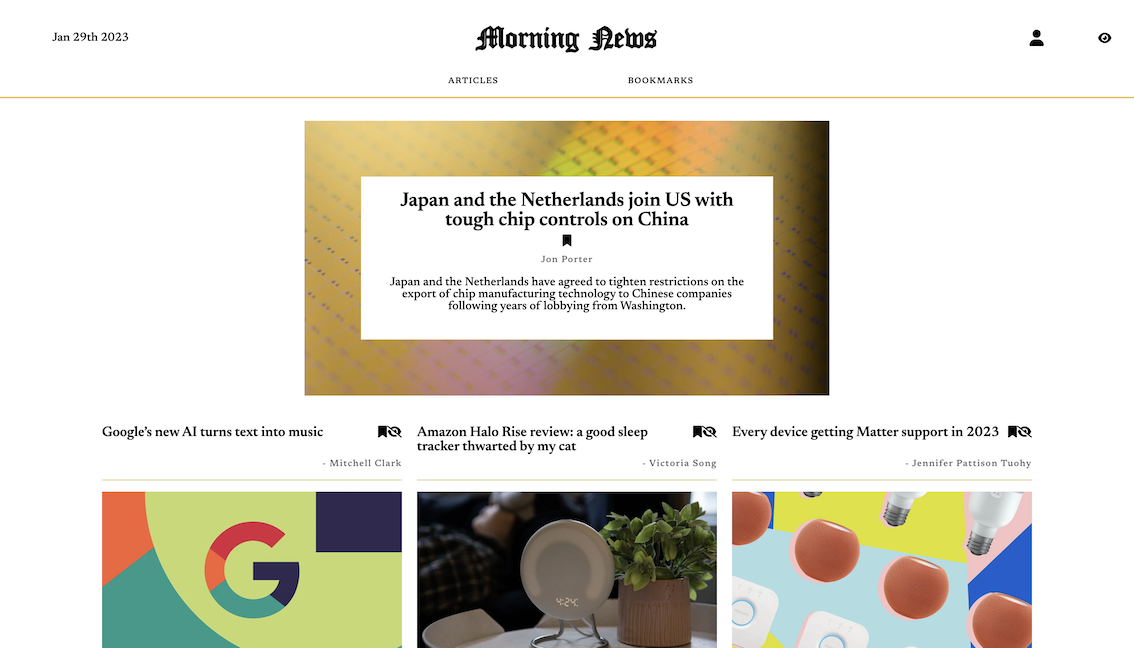 Jan 29th 2023
Morning News
ARTICLES
BOOKMARKS
Japan and the Netherlands join US with
tough chip controls on China
Jon Porter
Japan and the Netherlands have agreed to tighten restrictions on the
export of chip manufacturing technology to Chinese companies
following years of lobbying from Washington.
Google’s new AI turns text into music
- Mitchell Clark
Amazon Halo Rise review: a good sleep
tracker thwarted by my cat
- Victoria Song
Every device getting Matter support in 2023
- Jennifer Pattison Tuohy
G
4:24